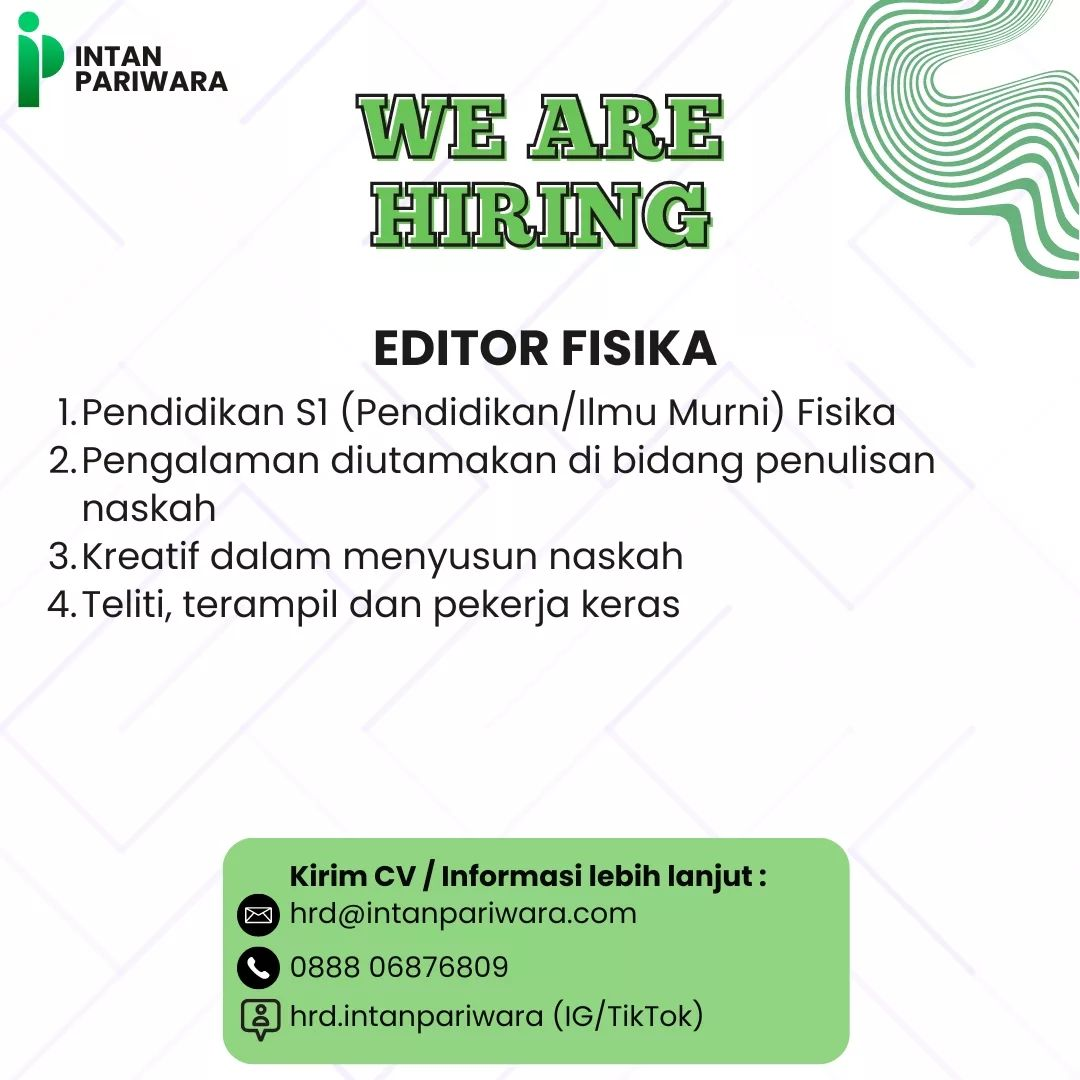 INTAN
PARIWARA
WE ARE
HIRING
EDITOR FISIKA
1. Pendidikan S1 (Pendidikan/Ilmu Murni) Fisika
2. Pengalaman diutamakan di bidang penulisan
naskah
3. Kreatif dalam menyusun naskah
4. Teliti, terampil dan pekerja keras
Kirim CV / Informasi lebih lanjut :
hrd@intanpariwara.com
0888 06876809
hrd.intanpariwara (IG/TikTok)